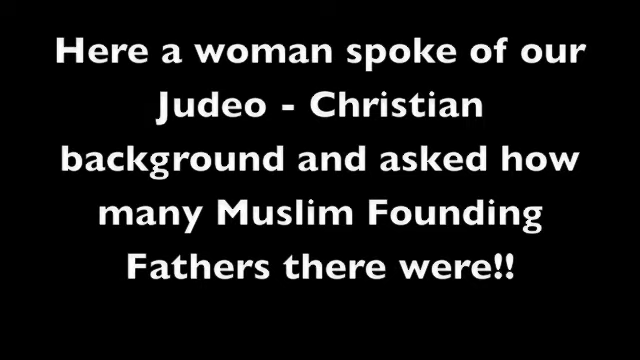 Here a woman spoke of our
Judeo - Christian
background and asked how
many Muslim Founding
Fathers there were!!